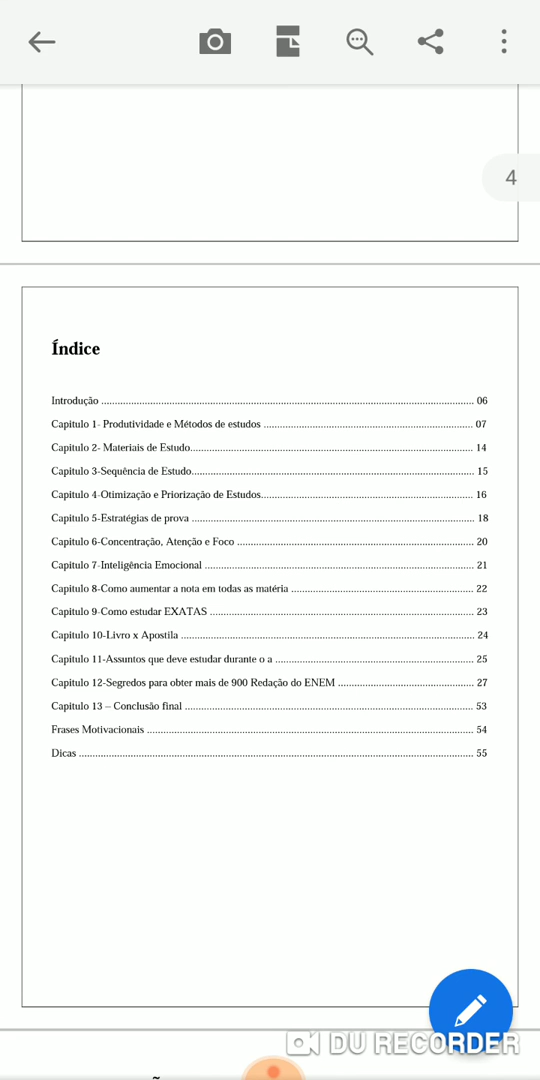 4
Índice
Introdução ........................ 06
Capitulo 1- Produtividade e Métodos de estudos ........................ 07
Capitulo 2- Materiais de Estudo........................ 14
Capitulo 3-Sequência de Estudo........................ 15
Capitulo 4-Otimização e Priorização de Estudos........................ 16
Capitulo 5-Estratégias de prova ........................ 18
Capitulo 6-Concentração, Atenção e Foco ........................ 20
Capitulo 7-Inteligência Emocional ........................ 21
Capitulo 8-Como aumentar a nota em todas as matéria ........................ 22
Capitulo 9-Como estudar EXATAS ........................ 23
Capitulo 10-Livro x Apostila ........................ 24
Capitulo 11-Assuntos que deve estudar durante o a ........................ 25
Capitulo 12-Segredos para obter mais de 900 Redação do ENEM ........................ 27
Capitulo 13 – Conclusão final ........................ 53
Frases Motivacionais ........................ 54
Dicas ........................ 55
DU RECORDER